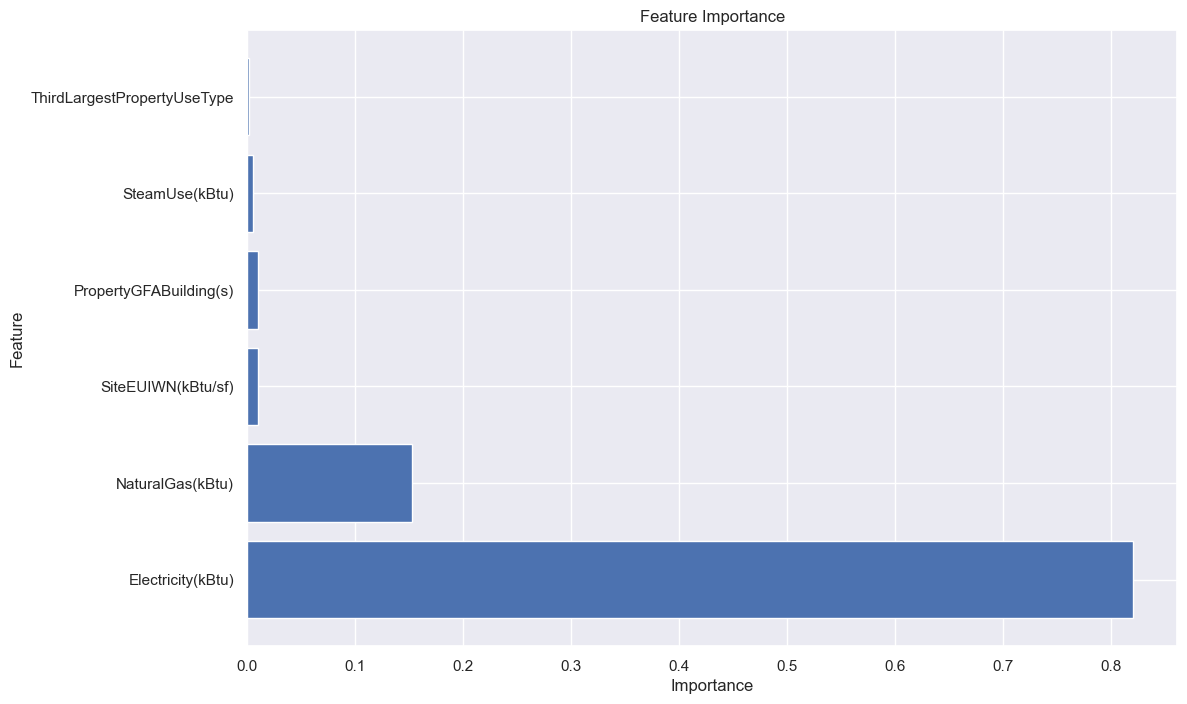 Feature Importance
Feature
ThirdLargestPropertyUseType
SteamUse(kBtu)
PropertyGFABuilding(s)
SiteEUIWN(kBtu/sf)
NaturalGas(kBtu)
Electricity(kBtu)
0.0 0.1 0.2 0.3 0.4 0.5 0.6 0.7 0.8
Importance